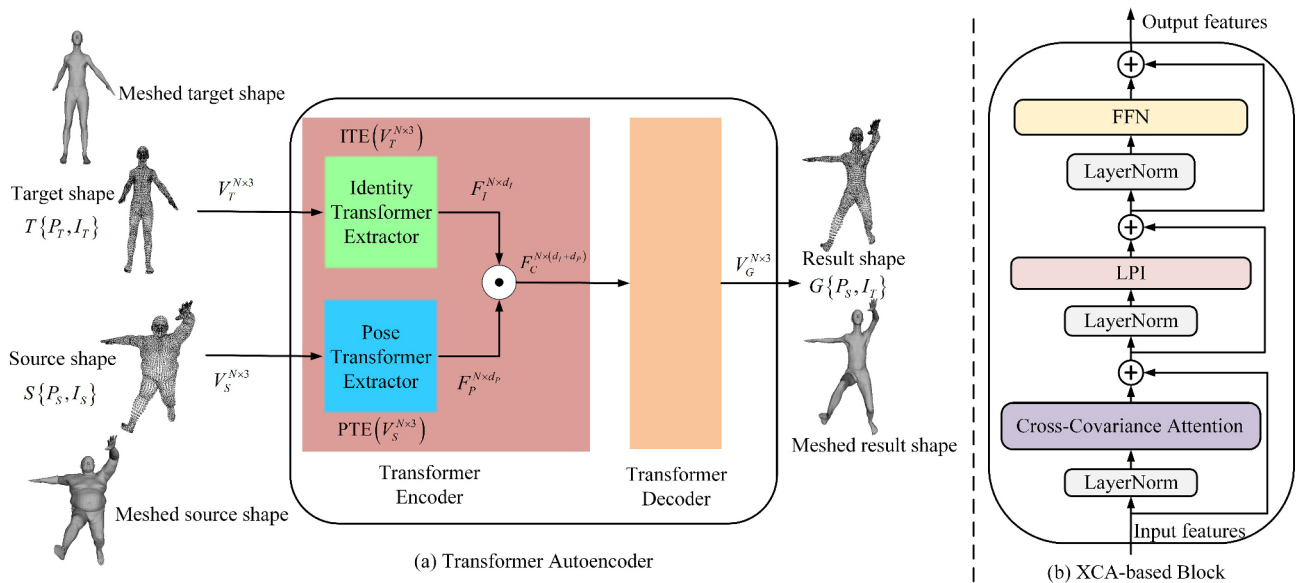 Meshed target shape
Target shape
T{P_T, I_T}
V_T^{N×3}
Source shape
S{P_S, I_S}
V_S^{N×3}
Meshed source shape
ITE(V_T^{N×3})
Identity
Transformer
Extractor
F_I^{N×d_I}
Pose
Transformer
Extractor
F_P^{N×d_P}
PTE(V_S^{N×3})
F_C^{N×(d_I+d_P)}
Transformer
Encoder
Transformer
Decoder
V_G^{N×3}
Result shape
G{P_S, I_T}
Meshed result shape
(a) Transformer Autoencoder
Output features
FFN
LayerNorm
LPI
LayerNorm
Cross-Covariance Attention
LayerNorm
Input features
(b) XCA-based Block